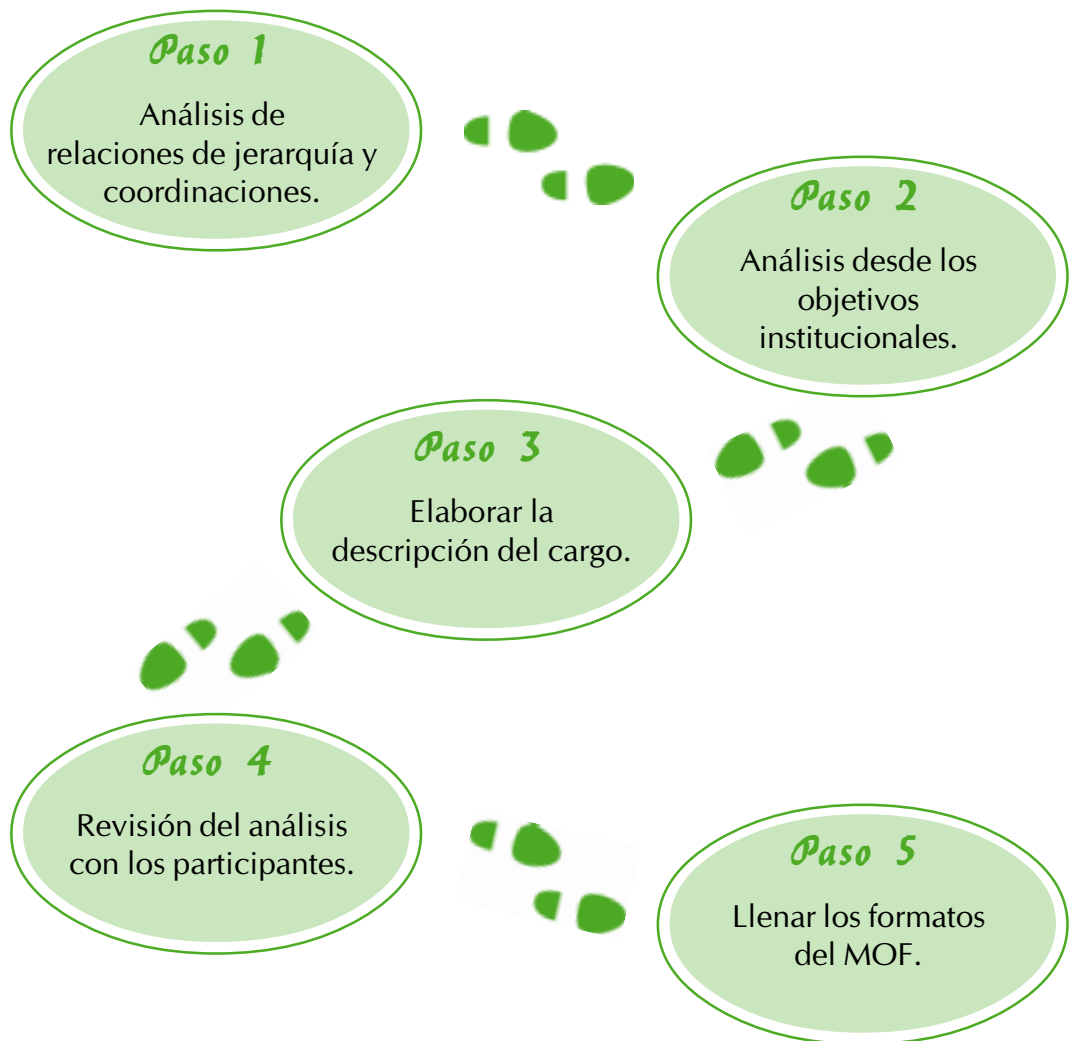 Paso 1
Análisis de
relaciones de jerarquía y
coordinaciones.
Paso 2
Análisis desde los
objetivos
institucionales.
Paso 3
Elaborar la
descripción del cargo.
Paso 4
Revisión del análisis
con los participantes.
Paso 5
Llenar los formatos
del MOF.